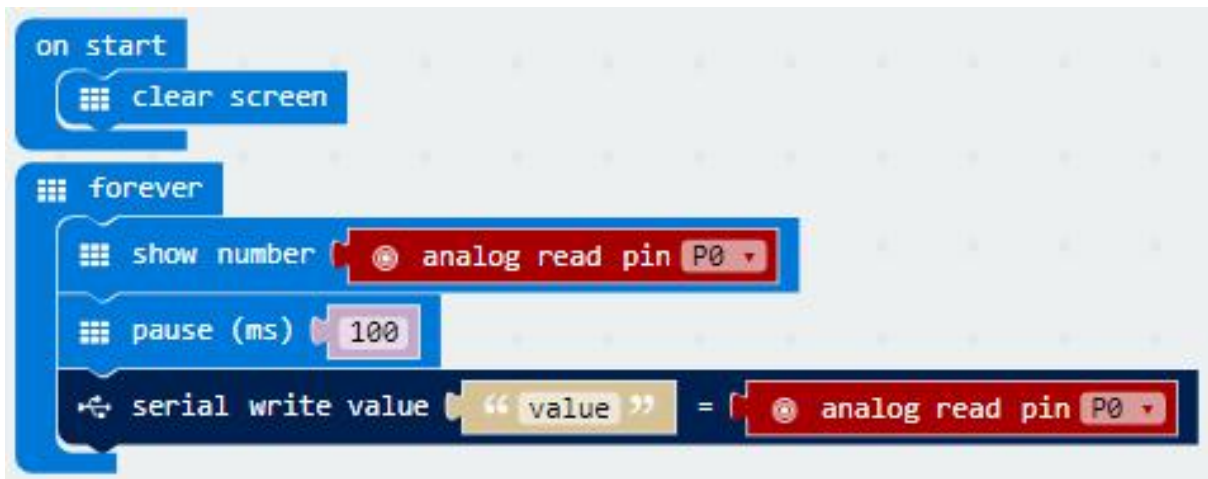 on start
clear screen
forever
show number analog read pin P0
pause (ms) 100
serial write value “ value ” = analog read pin P0